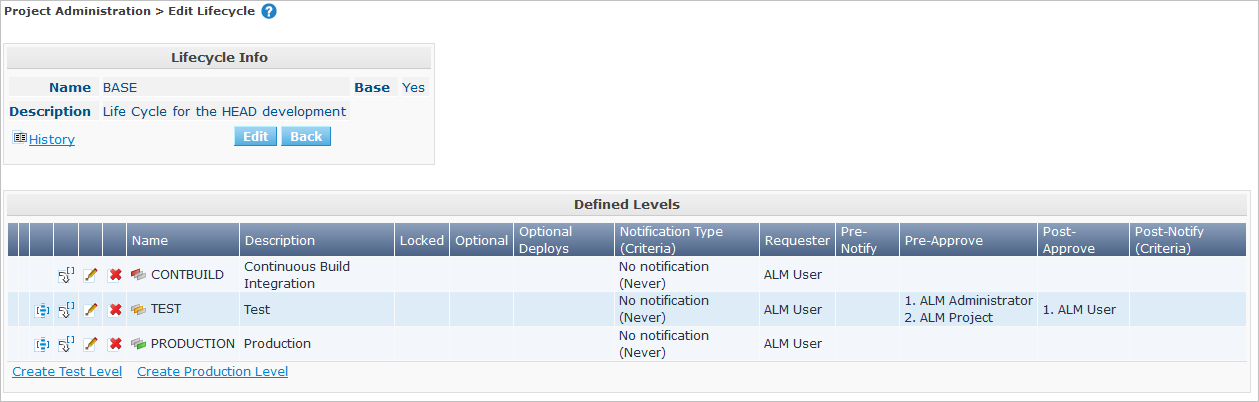 Project Administration > Edit Lifecycle ?
Lifecycle Info
Name BASE Base Yes
Description Life Cycle for the HEAD development
History Edit Back
Defined Levels
Name Description Locked Optional Optional Deploys Notification Type (Criteria) Requester Pre-Notify Pre-Approve Post-Approve Post-Notify (Criteria)
CONTBUILD Continuous Build Integration No notification (Never) ALM User
TEST Test No notification (Never) ALM User 1. ALM Administrator 2. ALM Project 1. ALM User
PRODUCTION Production No notification (Never) ALM User
Create Test Level Create Production Level